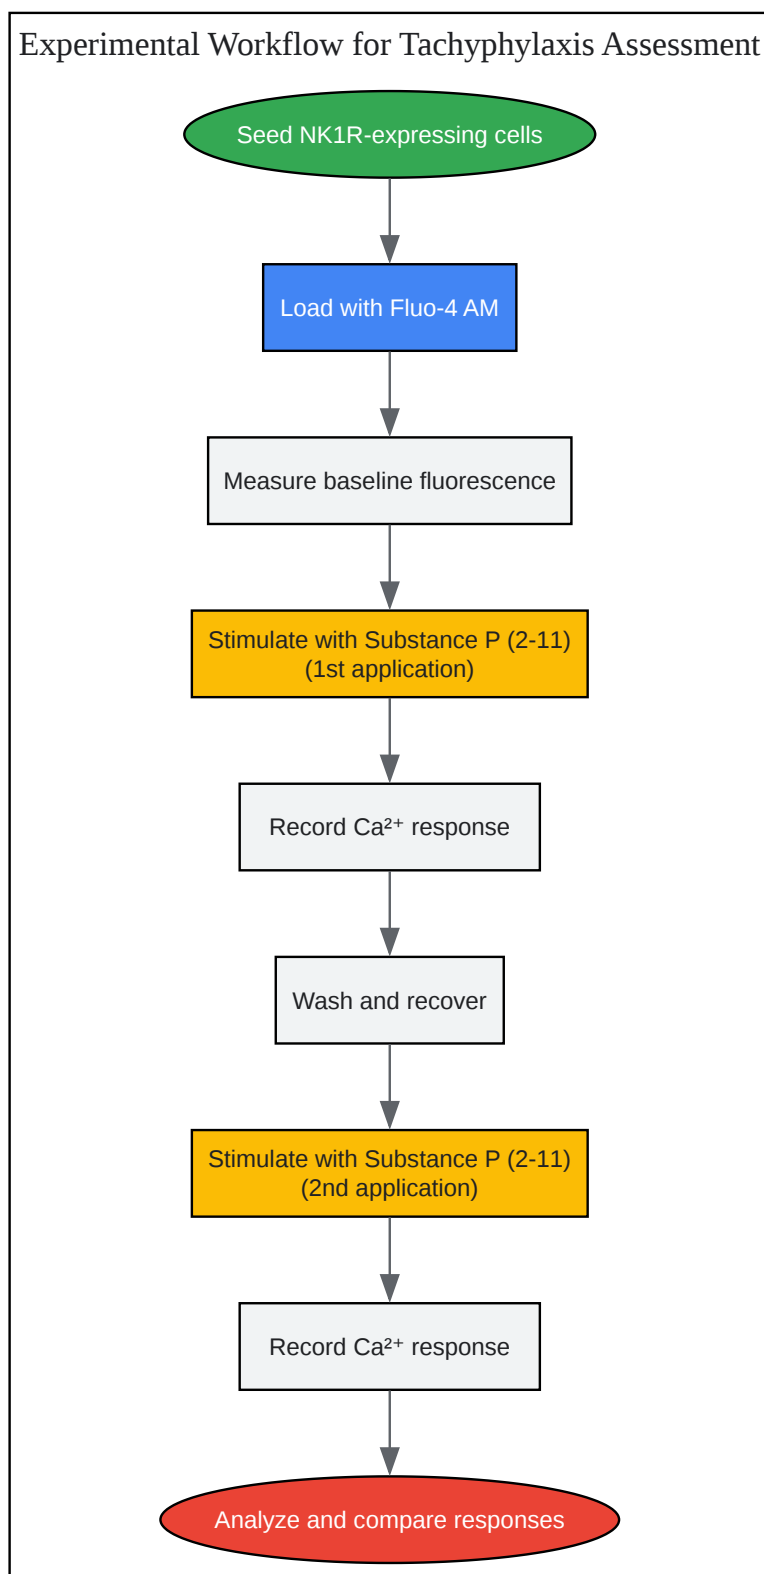 Experimental Workflow for Tachyphylaxis Assessment
Seed NK1R-expressing cells
Load with Fluo-4 AM
Measure baseline fluorescence
Stimulate with Substance P (2-11)
(1st application)
Record Ca²⁺ response
Wash and recover
Stimulate with Substance P (2-11)
(2nd application)
Record Ca²⁺ response
Analyze and compare responses